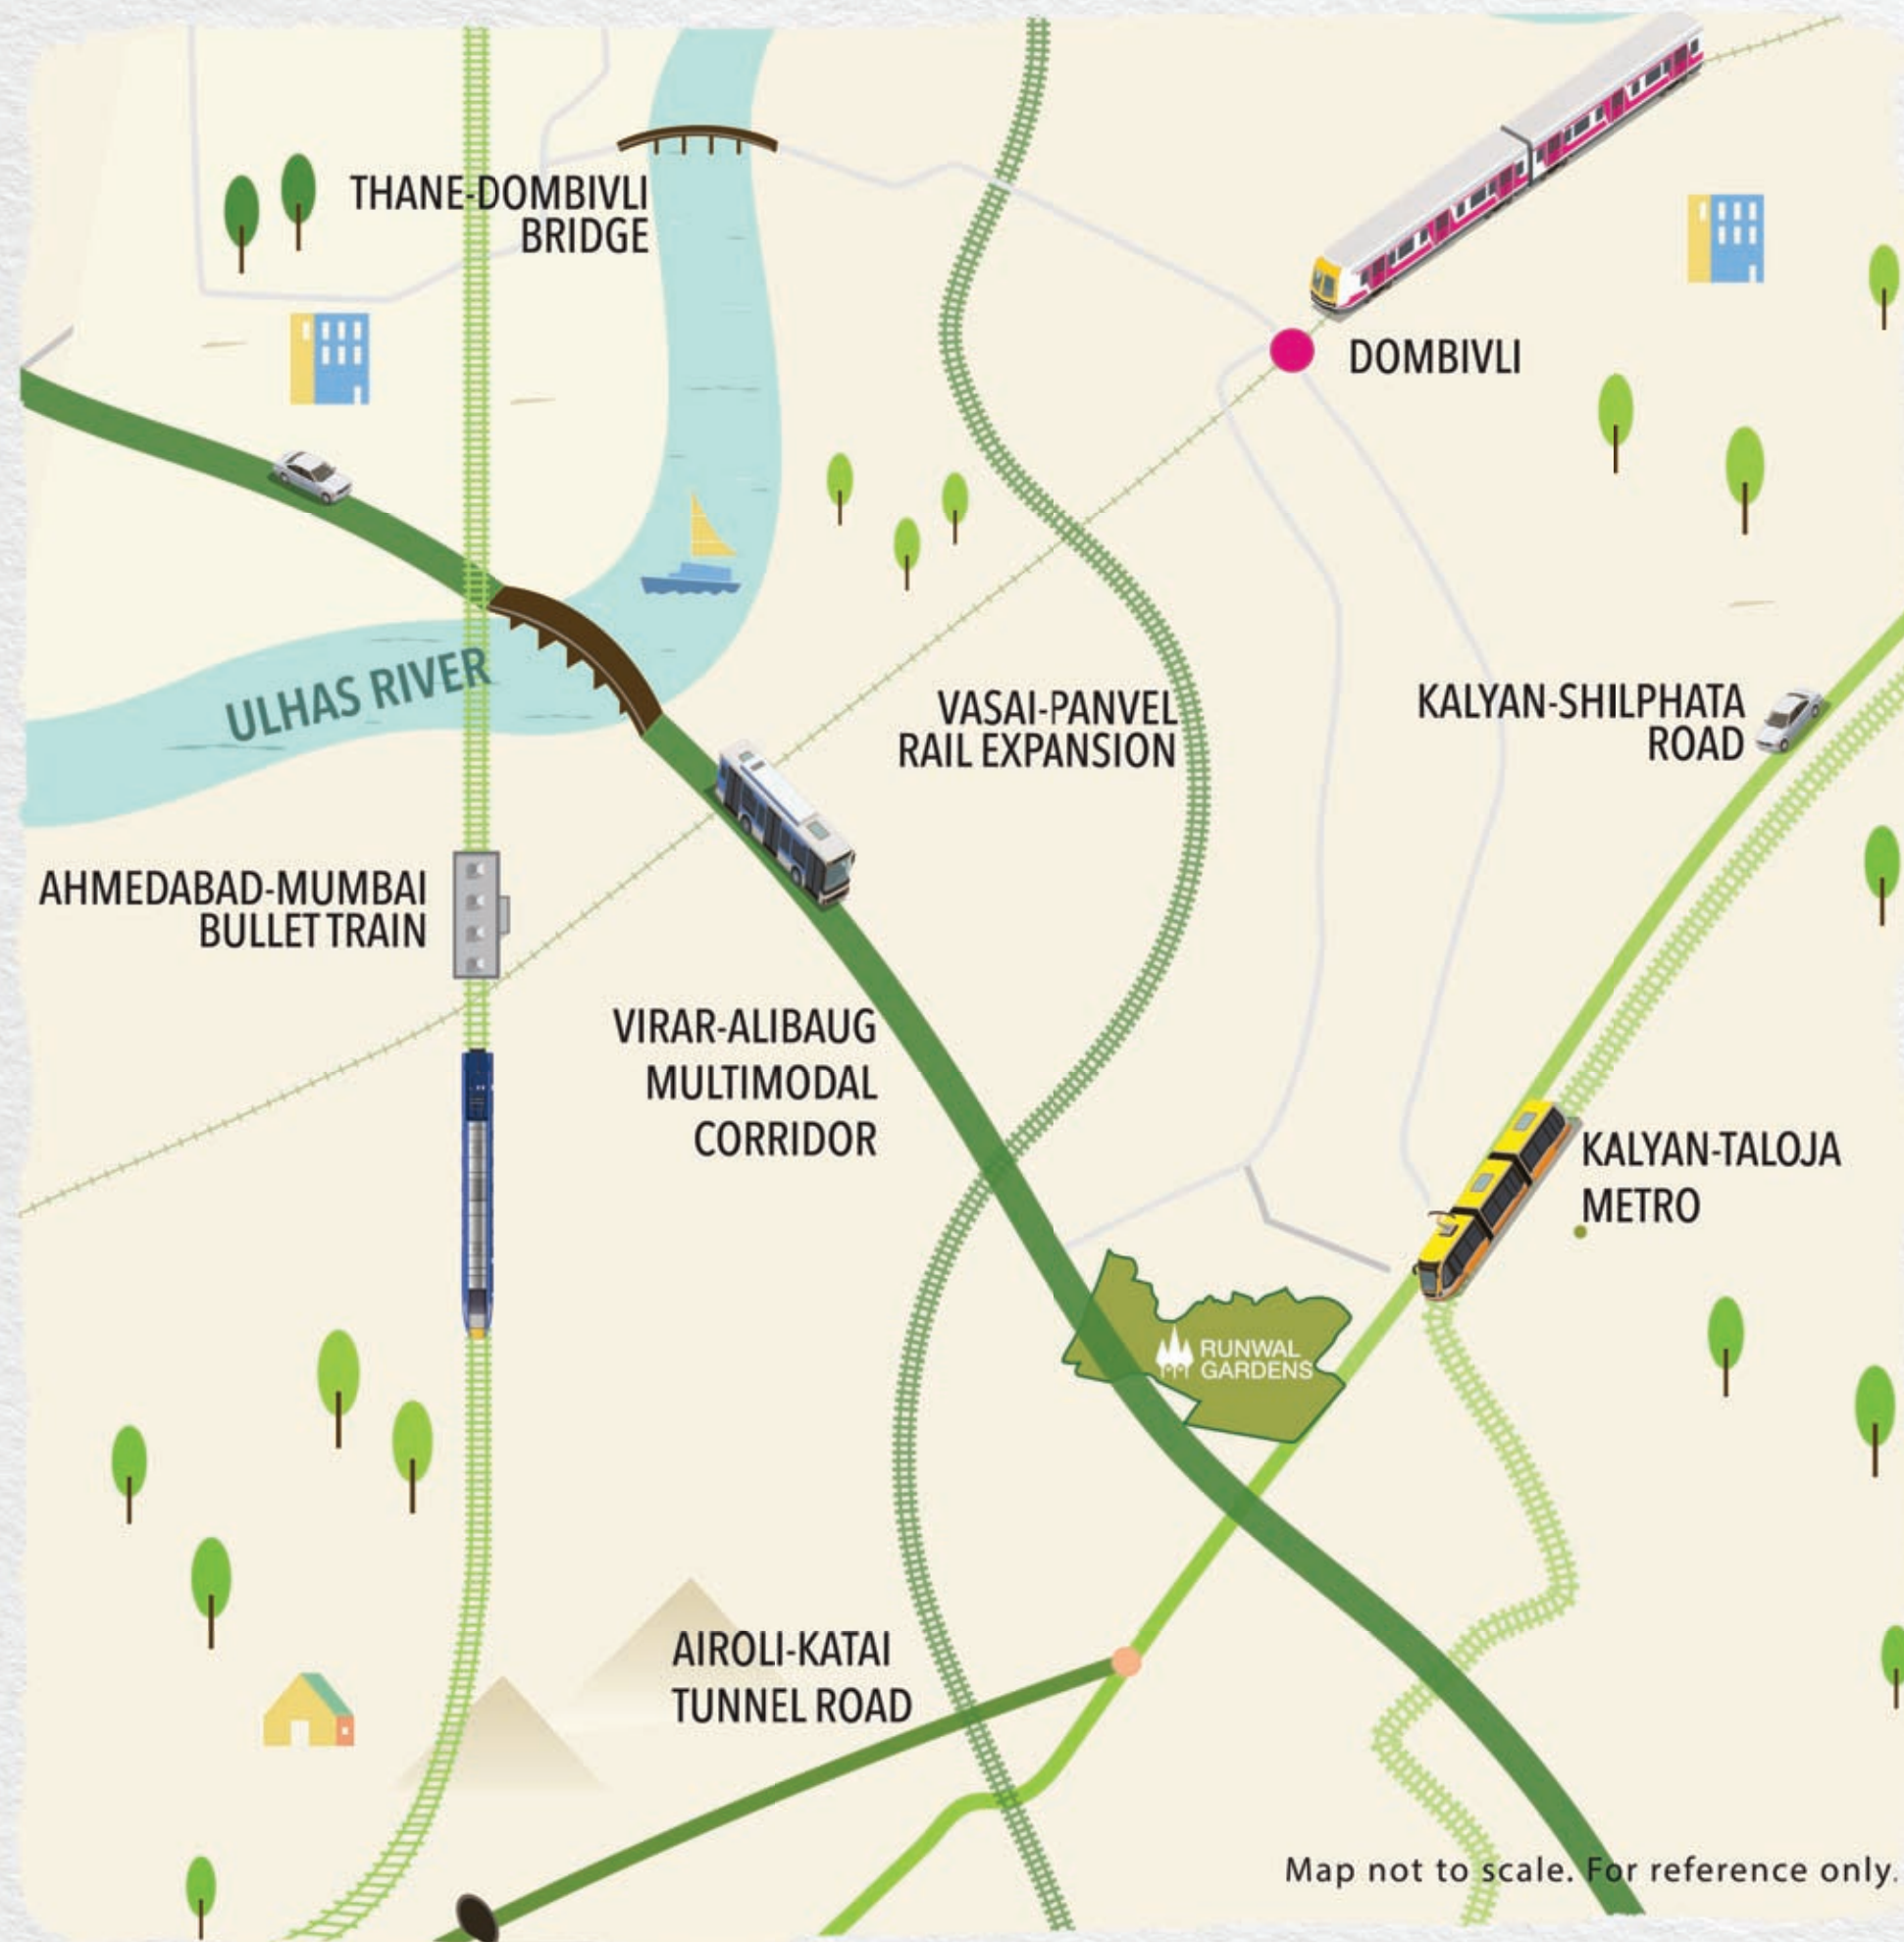 THANE-DOMBIVLI
BRIDGE
DOMBIVLI
ULHAS RIVER
VASAI-PANVEL
RAIL EXPANSION
KALYAN-SHILPHATA
ROAD
AHMEDABAD-MUMBAI
BULLET TRAIN
VIRAR-ALIBAUG
MULTIMODAL
CORRIDOR
KALYAN-TALOJA
METRO
RUNWAL
GARDENS
AIROLI-KATAI
TUNNEL ROAD
Map not to scale. For reference only.